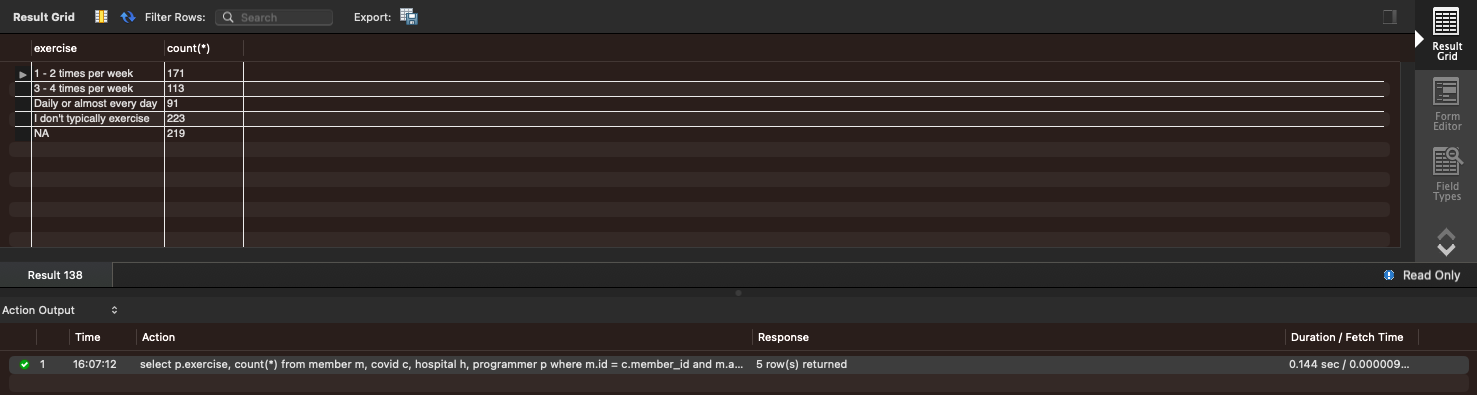 Result Grid Filter Rows: Search Export:
exercise count(*)
1 - 2 times per week 171
3 - 4 times per week 113
Daily or almost every day 91
I don't typically exercise 223
NA 219
Result
Grid
Form
Editor
Field
Types
Result 138 Read Only
Action Output
Time Action Response Duration / Fetch Time
1 16:07:12 select p.exercise, count(*) from member m, covid c, hospital h, programmer p where m.id = c.member_id and m.a... 5 row(s) returned 0.144 sec / 0.000009...